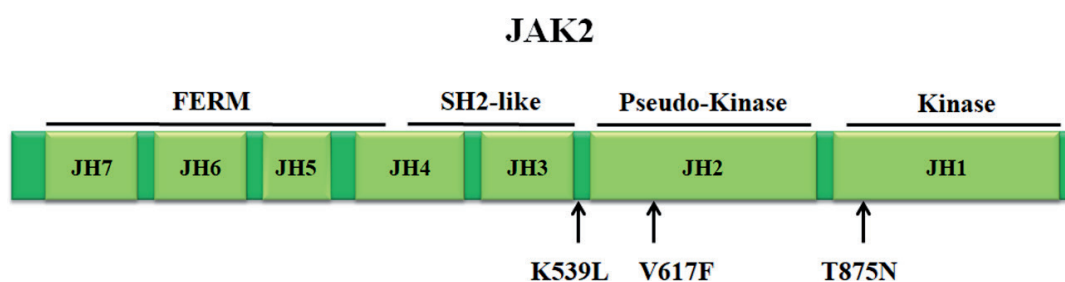 JAK2
FERM SH2-like Pseudo-Kinase Kinase
JH7 JH6 JH5 JH4 JH3 JH2 JH1
K539L V617F T875N